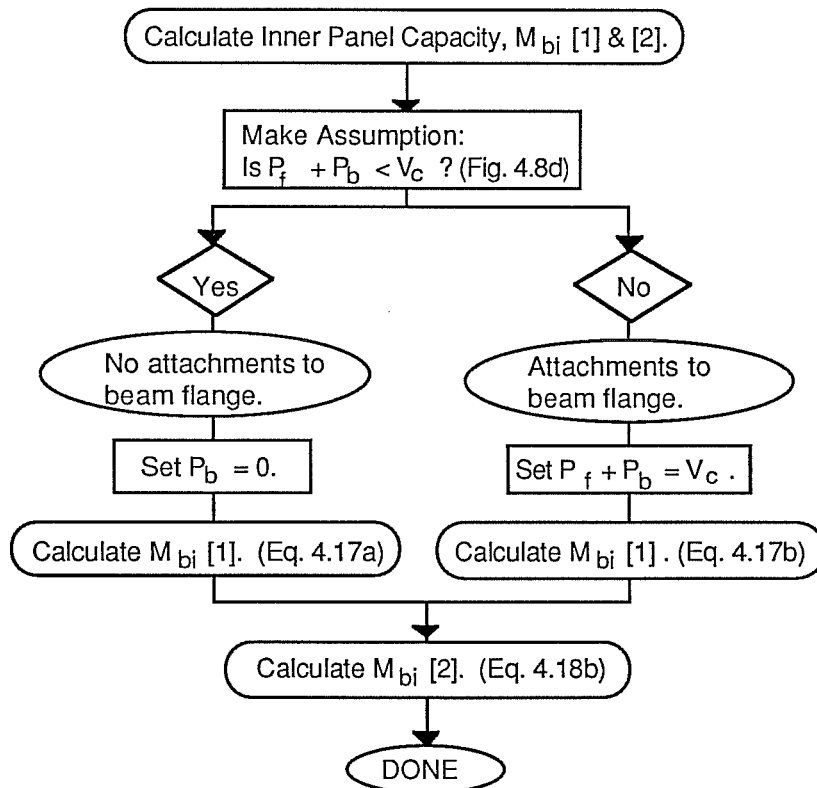 Calculate Inner Panel Capacity, M bi [1] & [2].
Make Assumption:
Is P f + P b < V c ? (Fig. 4.8d)
Yes
No
No attachments to
beam flange.
Attachments to
beam flange.
Set P b = 0.
Set P f + P b = V c .
Calculate M bi [1]. (Eq. 4.17a)
Calculate M bi [1] . (Eq. 4.17b)
Calculate M bi [2]. (Eq. 4.18b)
DONE